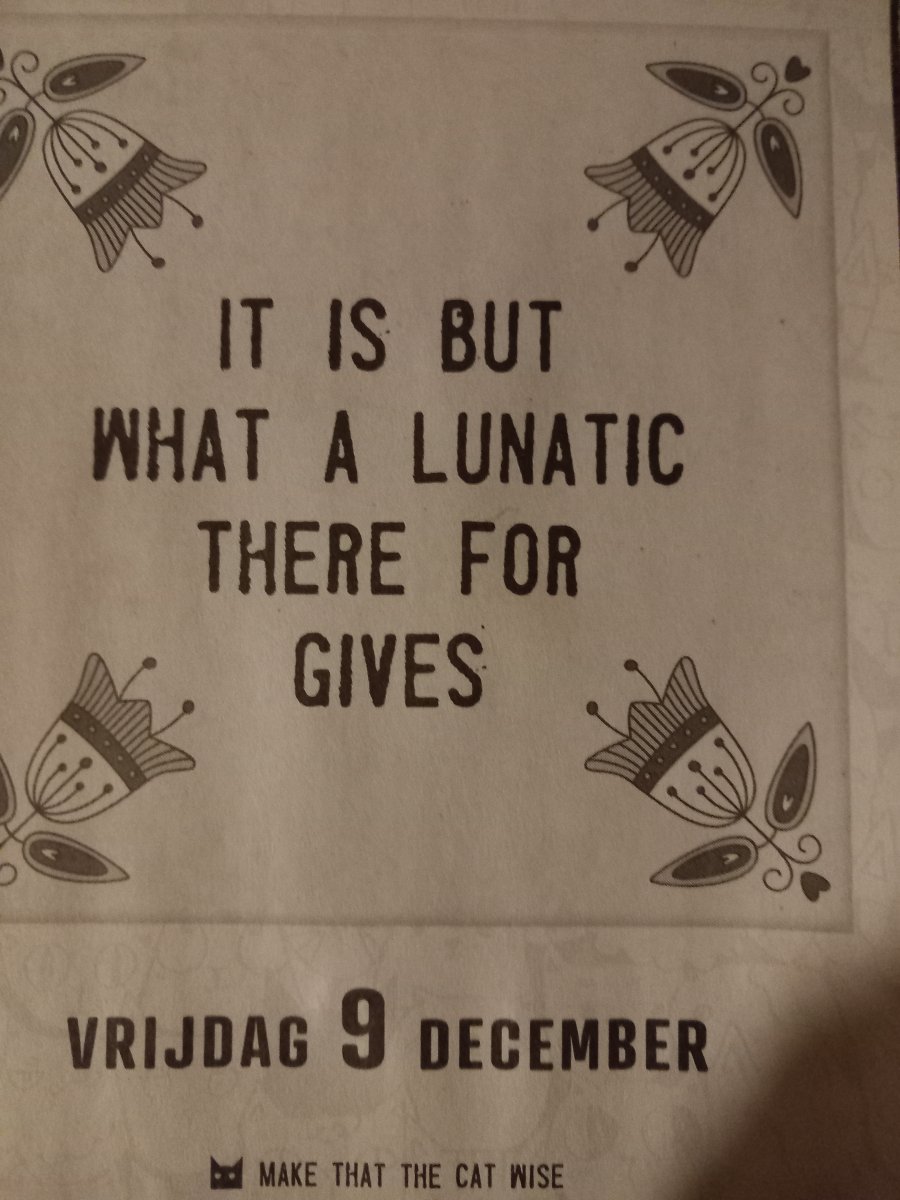 IT IS BUT
WHAT A LUNATIC
THERE FOR
GIVES
VRIJDAG 9 DECEMBER
MAKE THAT THE CAT WISE